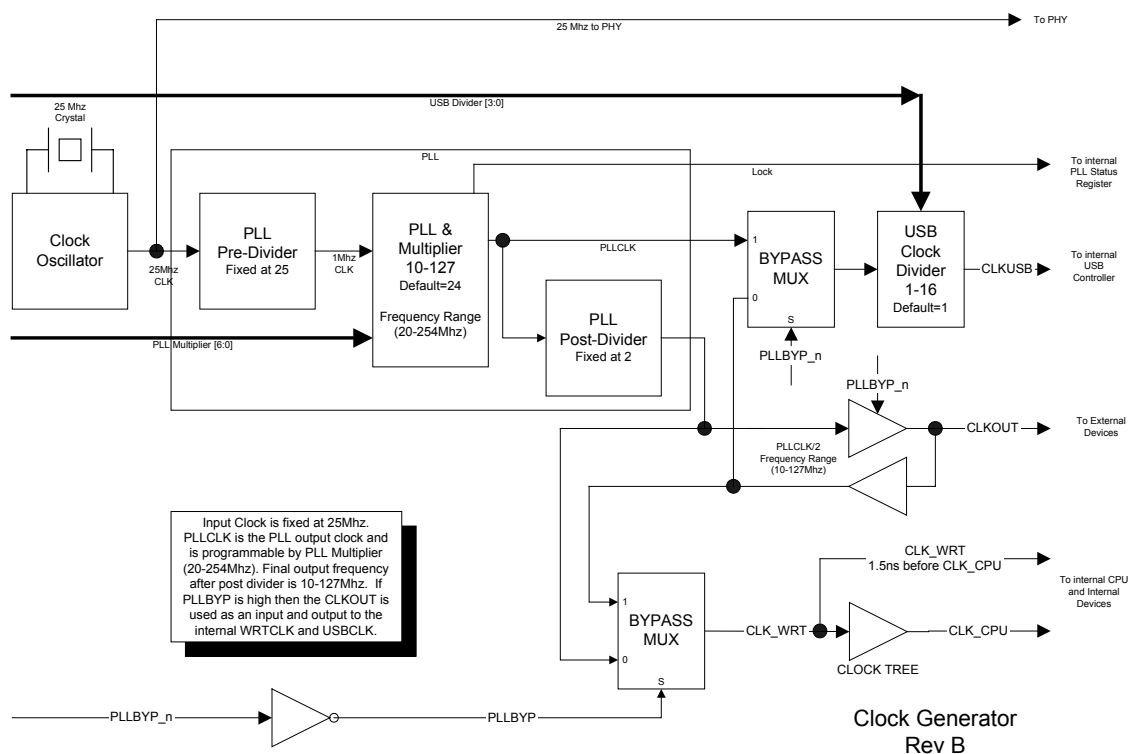 25 Mhz to PHY
To PHY
USB Divider [3:0]
25 Mhz
Crystal
PLL
Lock
To internal
PLL Status
Register
Clock
Oscillator
25Mhz
CLK
PLL
Pre-Divider
Fixed at 25
1Mhz
CLK
PLL &
Multiplier
10-127
Default=24
Frequency Range
(20-254Mhz)
PLL Multiplier [6:0]
PLLCLK
PLL
Post-Divider
Fixed at 2
1
BYPASS
MUX
0
S
PLLBYP_n
USB
Clock
Divider
1-16
Default=1
CLKUSB
To internal
USB
Controller
PLLBYP_n
CLKOUT
To External
Devices
PLLCLK/2
Frequency Range
(10-127Mhz)
Input Clock is fixed at 25Mhz.
PLLCLK is the PLL output clock and
is programmable by PLL Multiplier
(20-254Mhz). Final output frequency
after post divider is 10-127Mhz. If
PLLBYP is high then the CLKOUT is
used as an input and output to the
internal WRTCLK and USBCLK.
1
BYPASS
MUX
0
S
CLK_WRT
CLK_WRT
1.5ns before CLK_CPU
To internal CPU
and Internal
Devices
CLK_CPU
CLOCK TREE
PLLBYP_n
PLLBYP
Clock Generator
Rev B